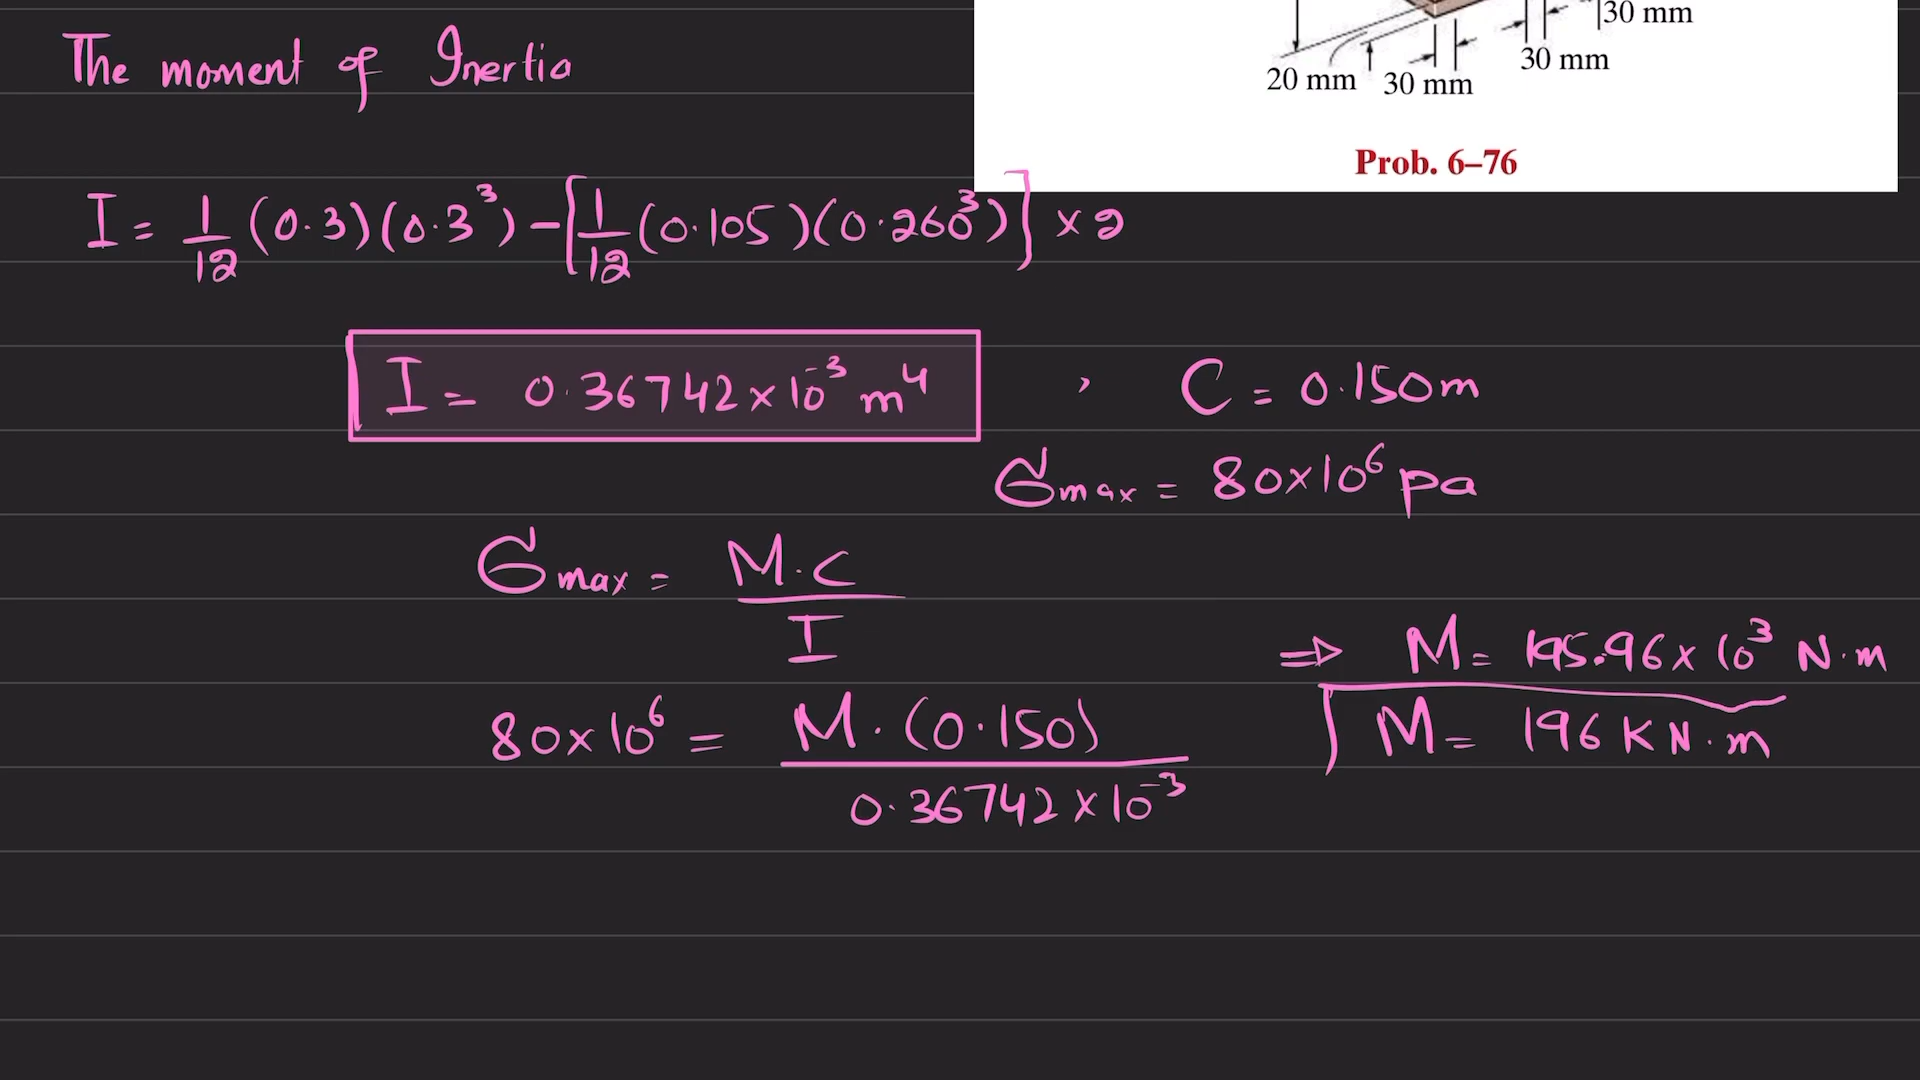 30 mm
30 mm
20 mm 30 mm
Prob. 6–76
The moment of Inertia
I = 1/12 (0.3)(0.3³) - [1/12 (0.105)(0.260³)] × 2
I = 0.36742 × 10⁻³ m⁴ , C = 0.150m
σmax = 80×10⁶ pa
σmax = M.C / I
⇒ M = 195.96 × 10³ N.m
80×10⁶ = M.(0.150) / 0.36742 × 10⁻³
M = 196 KN.m